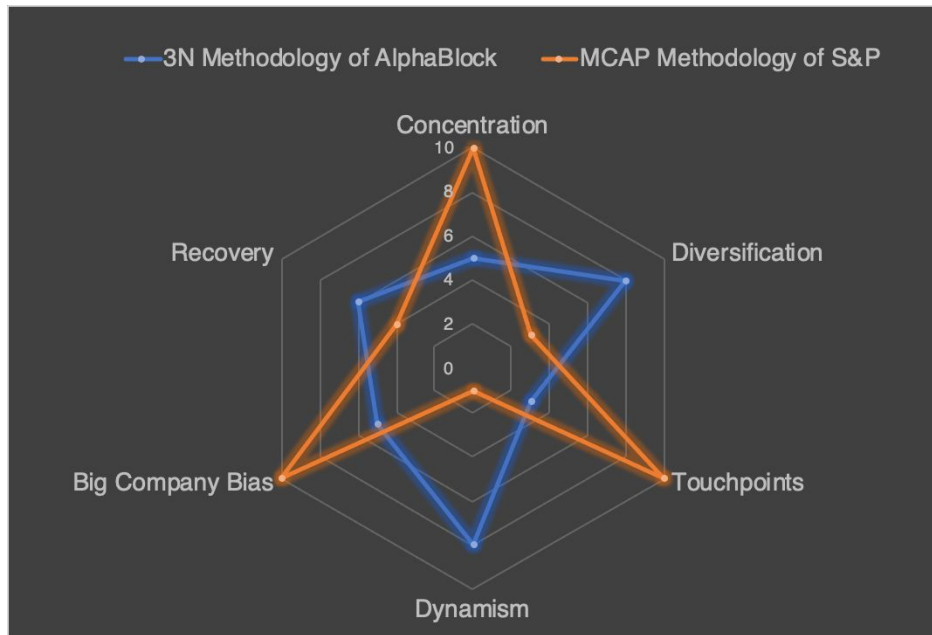 3N Methodology of AlphaBlock
MCAP Methodology of S&P
Concentration
10
8
6
4
2
0
Recovery
Diversification
Big Company Bias
Touchpoints
Dynamism